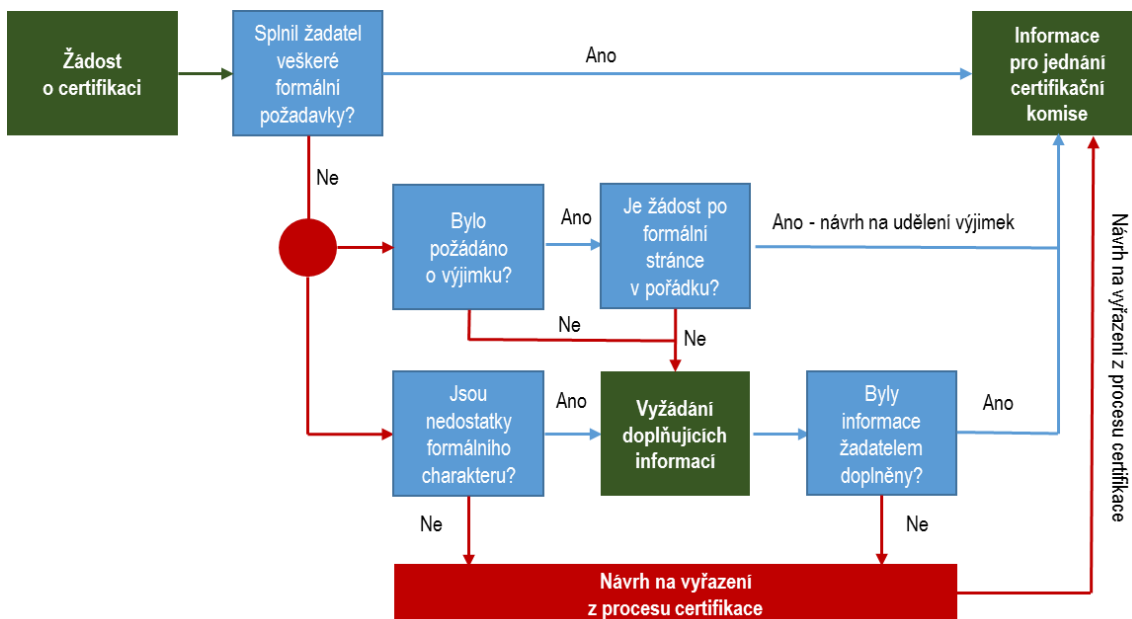 Žádost
o certifikaci
Splnil žadatel
veškeré
formální
požadavky?
Ano
Informace
pro jednání
certifikační
komise
Ne
Bylo
požádáno
o výjimku?
Ano
Je žádost po
formální
stránce
v pořádku?
Ano - návrh na udělení výjimek
Návrh na vyřazení z procesu certifikace
Ne
Ne
Jsou
nedostatky
formálního
charakteru?
Ano
Vyžádání
doplňujících
informací
Byly
informace
žadatelem
doplněny?
Ano
Ne
Ne
Návrh na vyřazení
z procesu certifikace